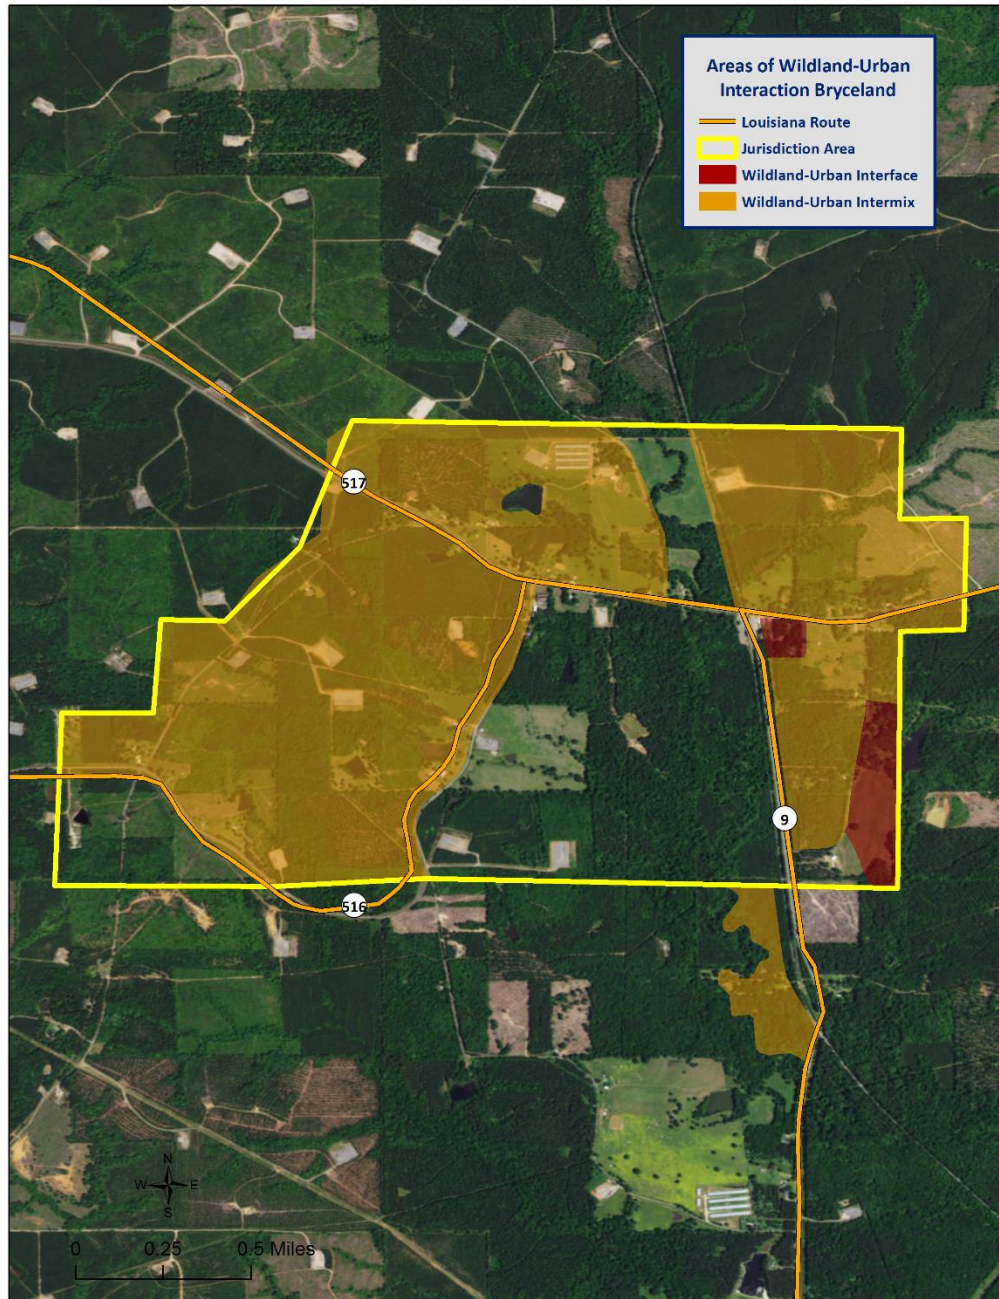 Areas of Wildland-Urban
Interaction Bryceland
Louisiana Route
Jurisdiction Area
Wildland-Urban Interface
Wildland-Urban Intermix
517
9
516
N
W E
S
0 0.25 0.5 Miles